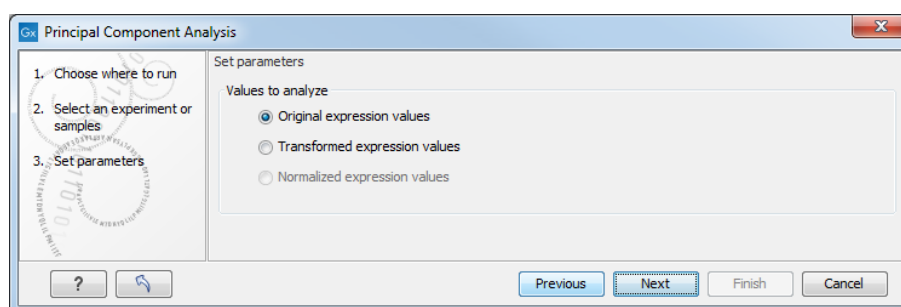 Gx Principal Component Analysis
1. Choose where to run
2. Select an experiment or
samples
3. Set parameters
Set parameters
Values to analyze
Original expression values
Transformed expression values
Normalized expression values
?
Previous
Next
Finish
Cancel